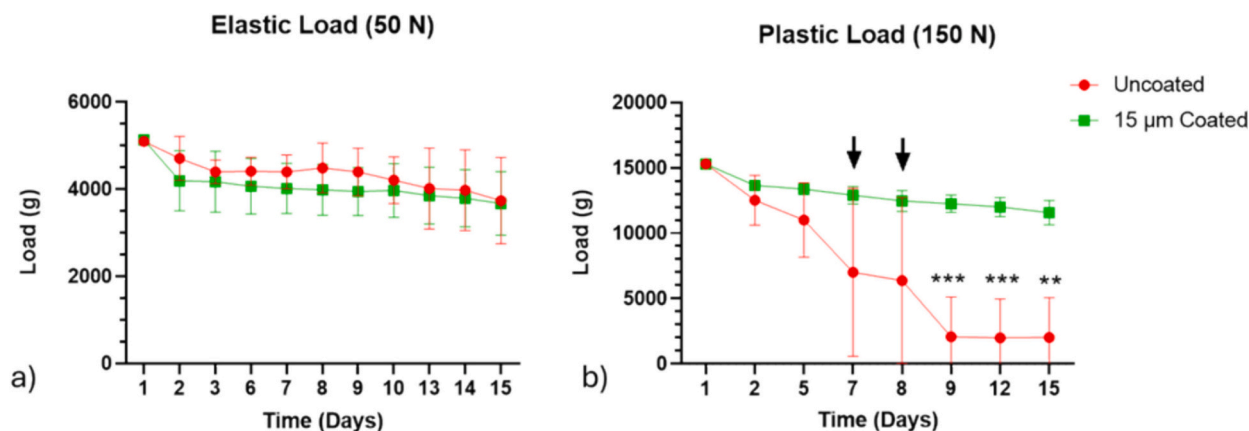 Elastic Load (50 N)
Load (g)
6000
4000
2000
0
1 2 3 6 7 8 9 10 13 14 15
Time (Days)
a)
Plastic Load (150 N)
Load (g)
20000
15000
10000
5000
0
*** *** **
1 2 5 7 8 9 12 15
Time (Days)
b)
Uncoated
15 µm Coated